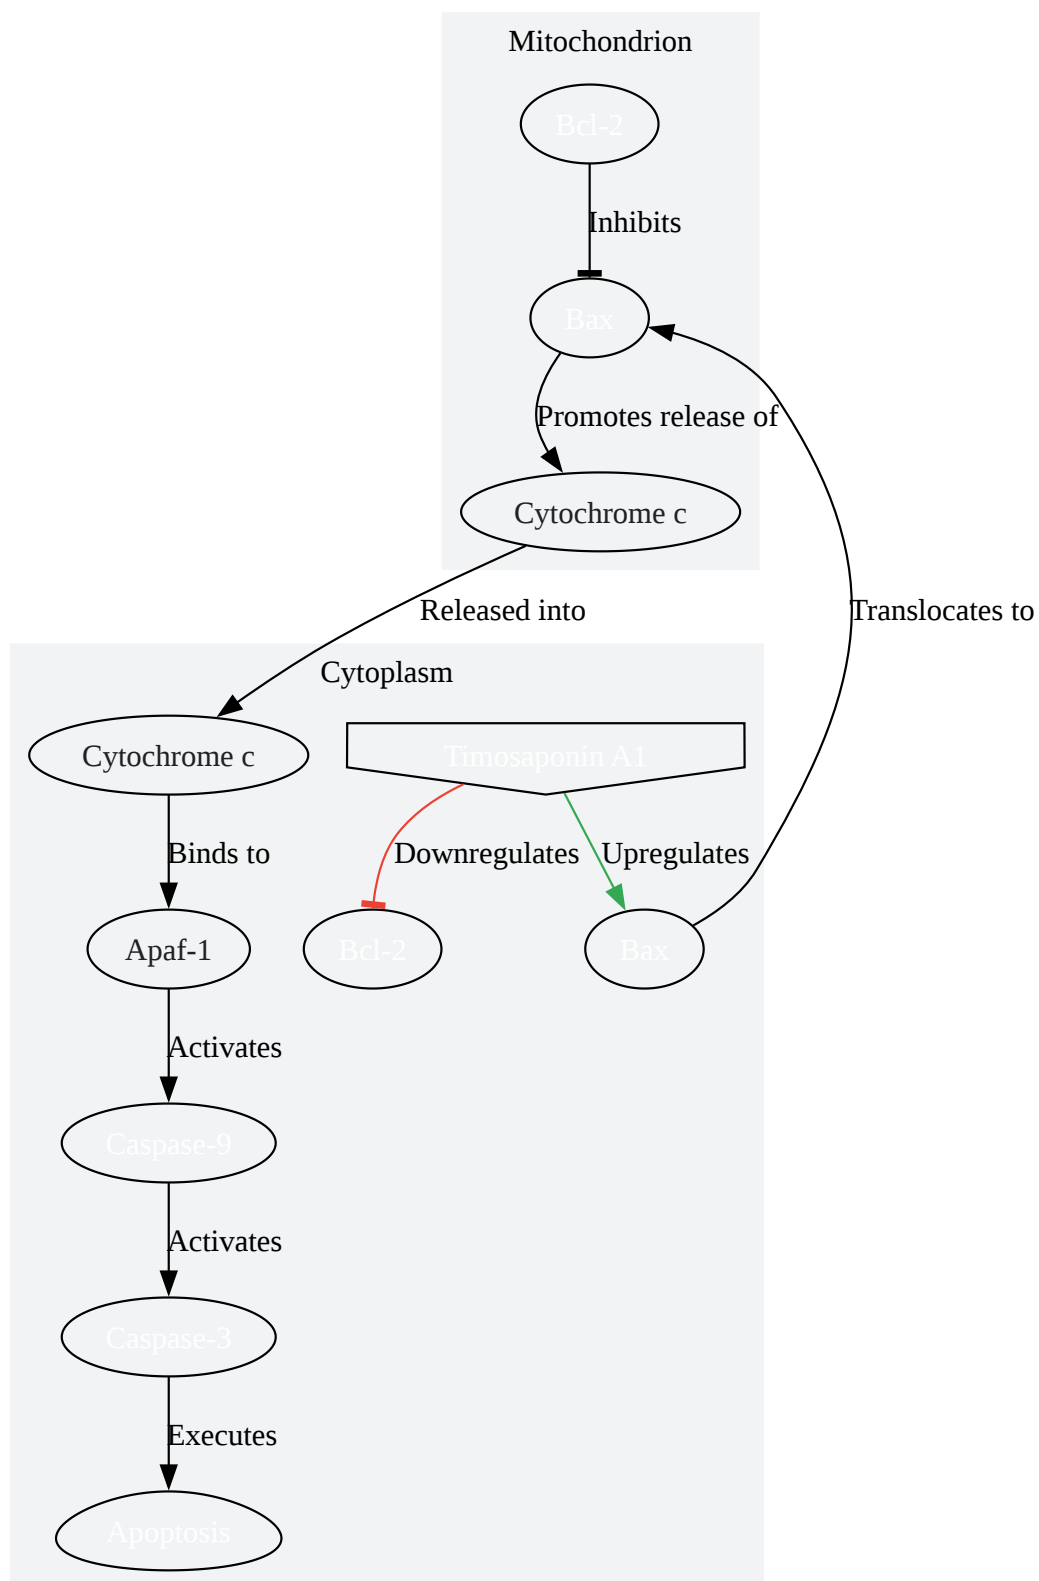 Mitochondrion
Bcl-2
Inhibits
Bax
Promotes release of
Cytochrome c
Released into
Translocates to
Cytoplasm
Cytochrome c
Timosaponin A1
Binds to
Downregulates
Upregulates
Apaf-1
Bcl-2
Bax
Activates
Caspase-9
Activates
Caspase-3
Executes
Apoptosis